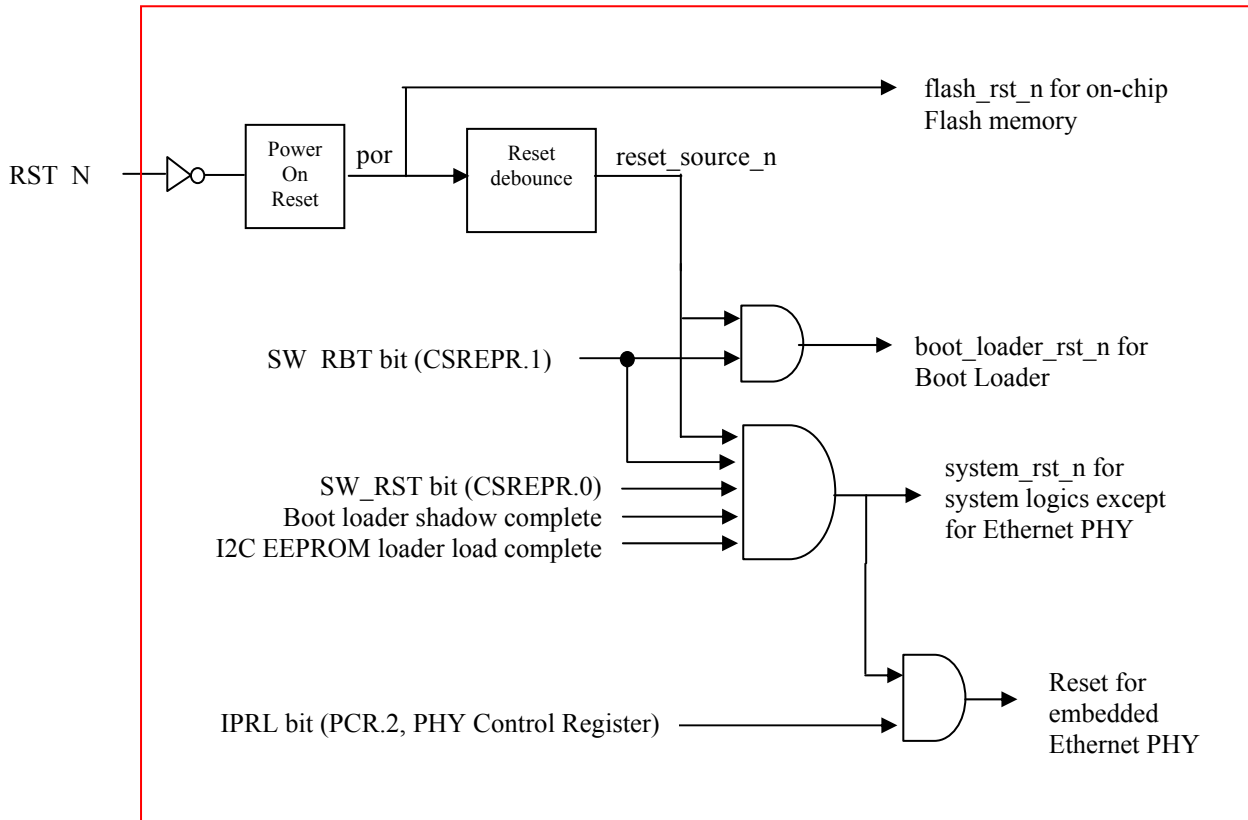 flash_rst_n for on-chip
Flash memory
Power
On
Reset
por
Reset
debounce
reset_source_n
RST N
SW RBT bit (CSREPR.1)
boot_loader_rst_n for
Boot Loader
SW_RST bit (CSREPR.0)
Boot loader shadow complete
I2C EEPROM loader load complete
system_rst_n for
system logics except
for Ethernet PHY
IPRL bit (PCR.2, PHY Control Register)
Reset for
embedded
Ethernet PHY